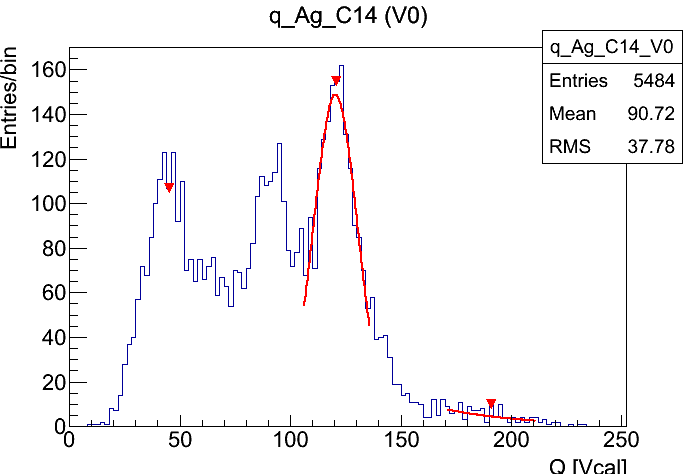 q_Ag_C14 (V0)
q_Ag_C14_V0
Entries 5484
Mean 90.72
RMS 37.78
Entries/bin
160
140
120
100
80
60
40
20
0
0 50 100 150 200 250
Q [Vcal]